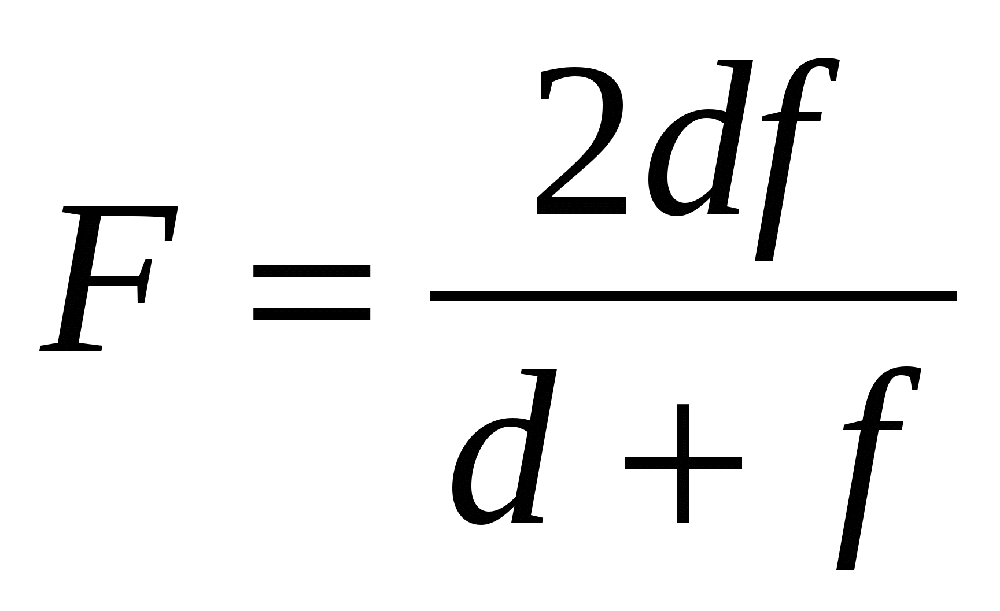 F = 2df / (d + f)